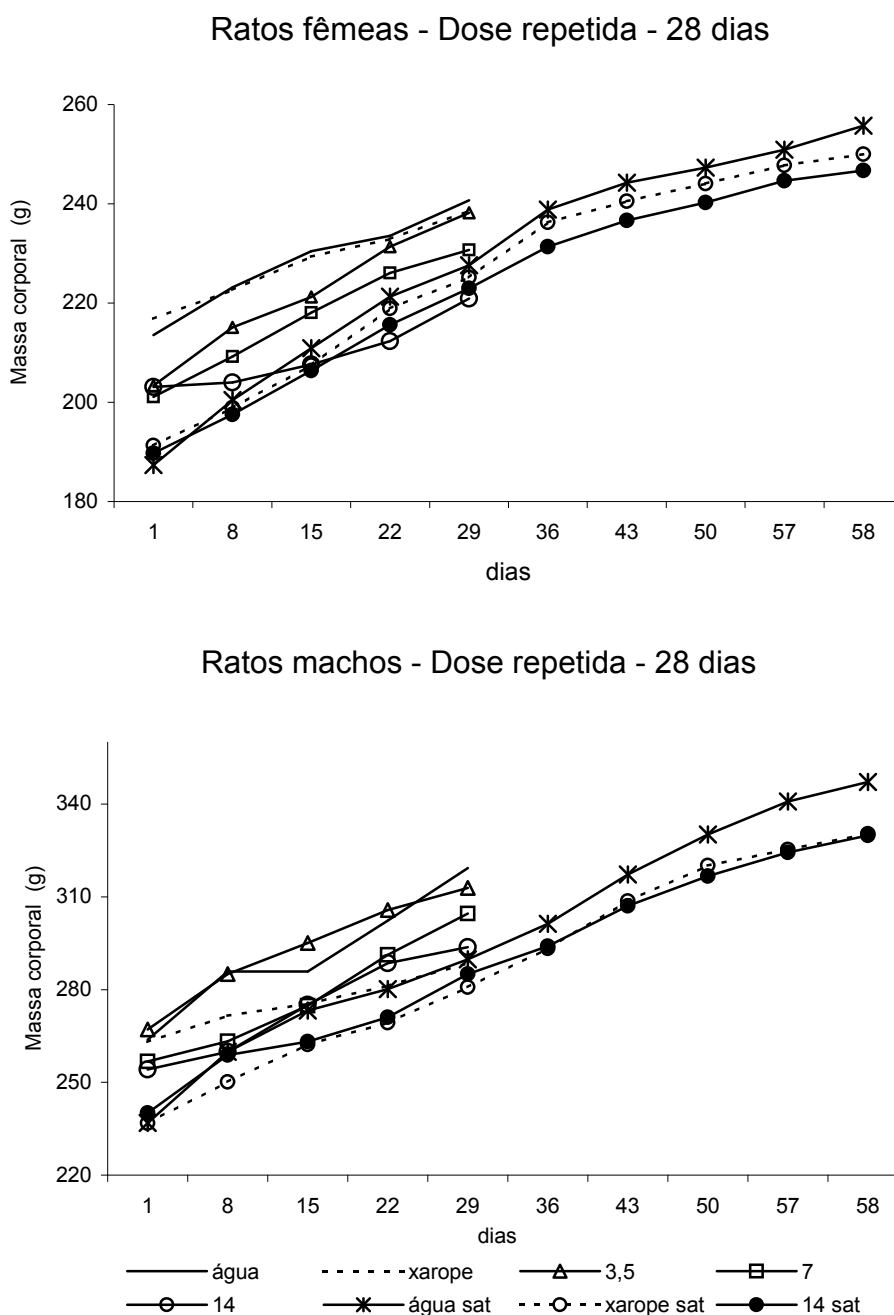 Ratos fêmeas - Dose repetida - 28 dias
260
240
220
200
180
Massa corporal (g)
1 8 15 22 29 36 43 50 57 58
dias
Ratos machos - Dose repetida - 28 dias
340
310
280
250
220
Massa corporal (g)
1 8 15 22 29 36 43 50 57 58
dias
água xarope 3,5 7
14 água sat xarope sat 14 sat